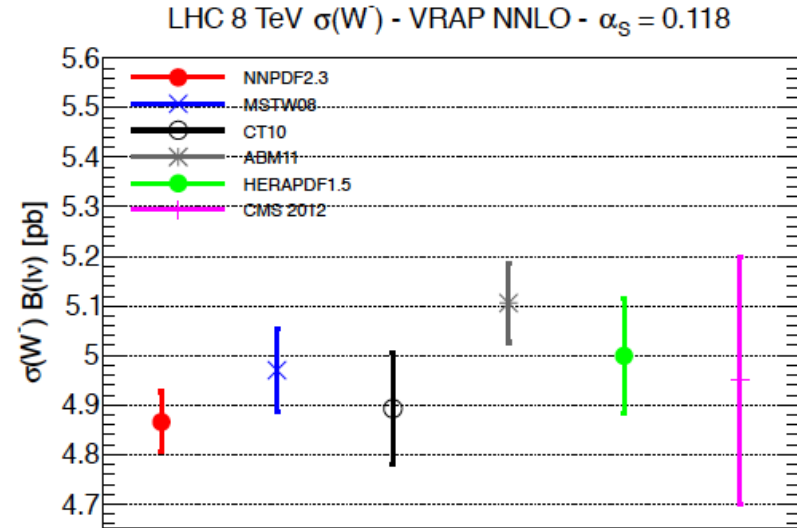 LHC 8 TeV σ(W⁻) - VRAP NNLO - α_S = 0.118
σ(W⁻) B(lν) [pb]
5.6
5.5
5.4
5.3
5.2
5.1
5
4.9
4.8
4.7
NNPDF2.3
MSTW08
CT10
ABM11
HERAPDF1.5
CMS 2012